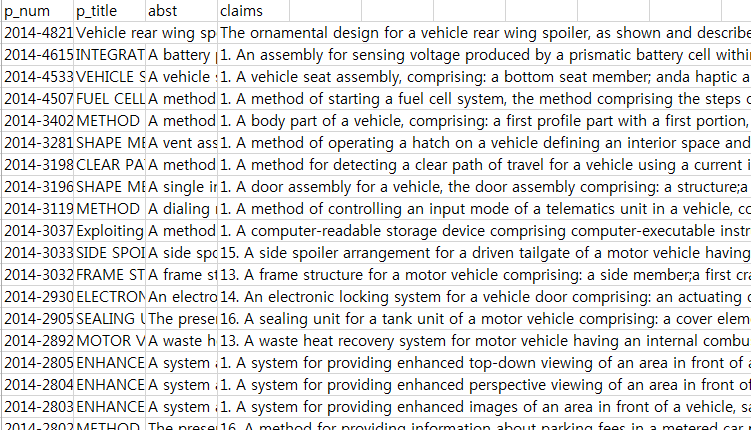 p_num p_title abst claims
2014-4821 Vehicle rear wing sp The ornamental design for a vehicle rear wing spoiler, as shown and describe
2014-4615 INTEGRAT A battery 1. An assembly for sensing voltage produced by a prismatic battery cell withi
2014-4533 VEHICLE S A vehicle 1. A vehicle seat assembly, comprising: a bottom seat member; anda haptic a
2014-4507 FUEL CELL A method 1. A method of starting a fuel cell system, the method comprising the steps o
2014-3402 METHOD A body part 1. A body part of a vehicle, comprising: a first profile part with a first portion,
2014-3281 SHAPE ME A vent ass 1. A method of operating a hatch on a vehicle defining an interior space and
2014-3198 CLEAR PA A method 1. A method for detecting a clear path of travel for a vehicle using a current i
2014-3196 SHAPE ME A single in 1. A door assembly for a vehicle, the door assembly comprising: a structure;a
2014-3119 METHOD A dialing 1. A method of controlling an input mode of a telematics unit in a vehicle, co
2014-3037 Exploiting A method 1. A computer-readable storage device comprising computer-executable instr
2014-3033 SIDE SPOI A side spo 15. A side spoiler arrangement for a driven tailgate of a motor vehicle having
2014-3032 FRAME ST A frame st 13. A frame structure for a motor vehicle comprising: a side member;a first cra
2014-2930 ELECTRON An electro 14. An electronic locking system for a vehicle door comprising: an actuating c
2014-2905 SEALING U The presen 16. A sealing unit for a tank unit of a motor vehicle comprising: a cover elem
2014-2892 MOTOR V A waste h 13. A waste heat recovery system for motor vehicle having an internal combu
2014-2805 ENHANCE A system 1. A system for providing enhanced top-down viewing of an area in front of a
2014-2804 ENHANCE A system 1. A system for providing enhanced perspective viewing of an area in front of
2014-2803 ENHANCE A system 1. A system for providing enhanced images of an area in front of a vehicle, sa
2014-2802 METHOD The presen 16. A method for providing information about parking fees in a metered car